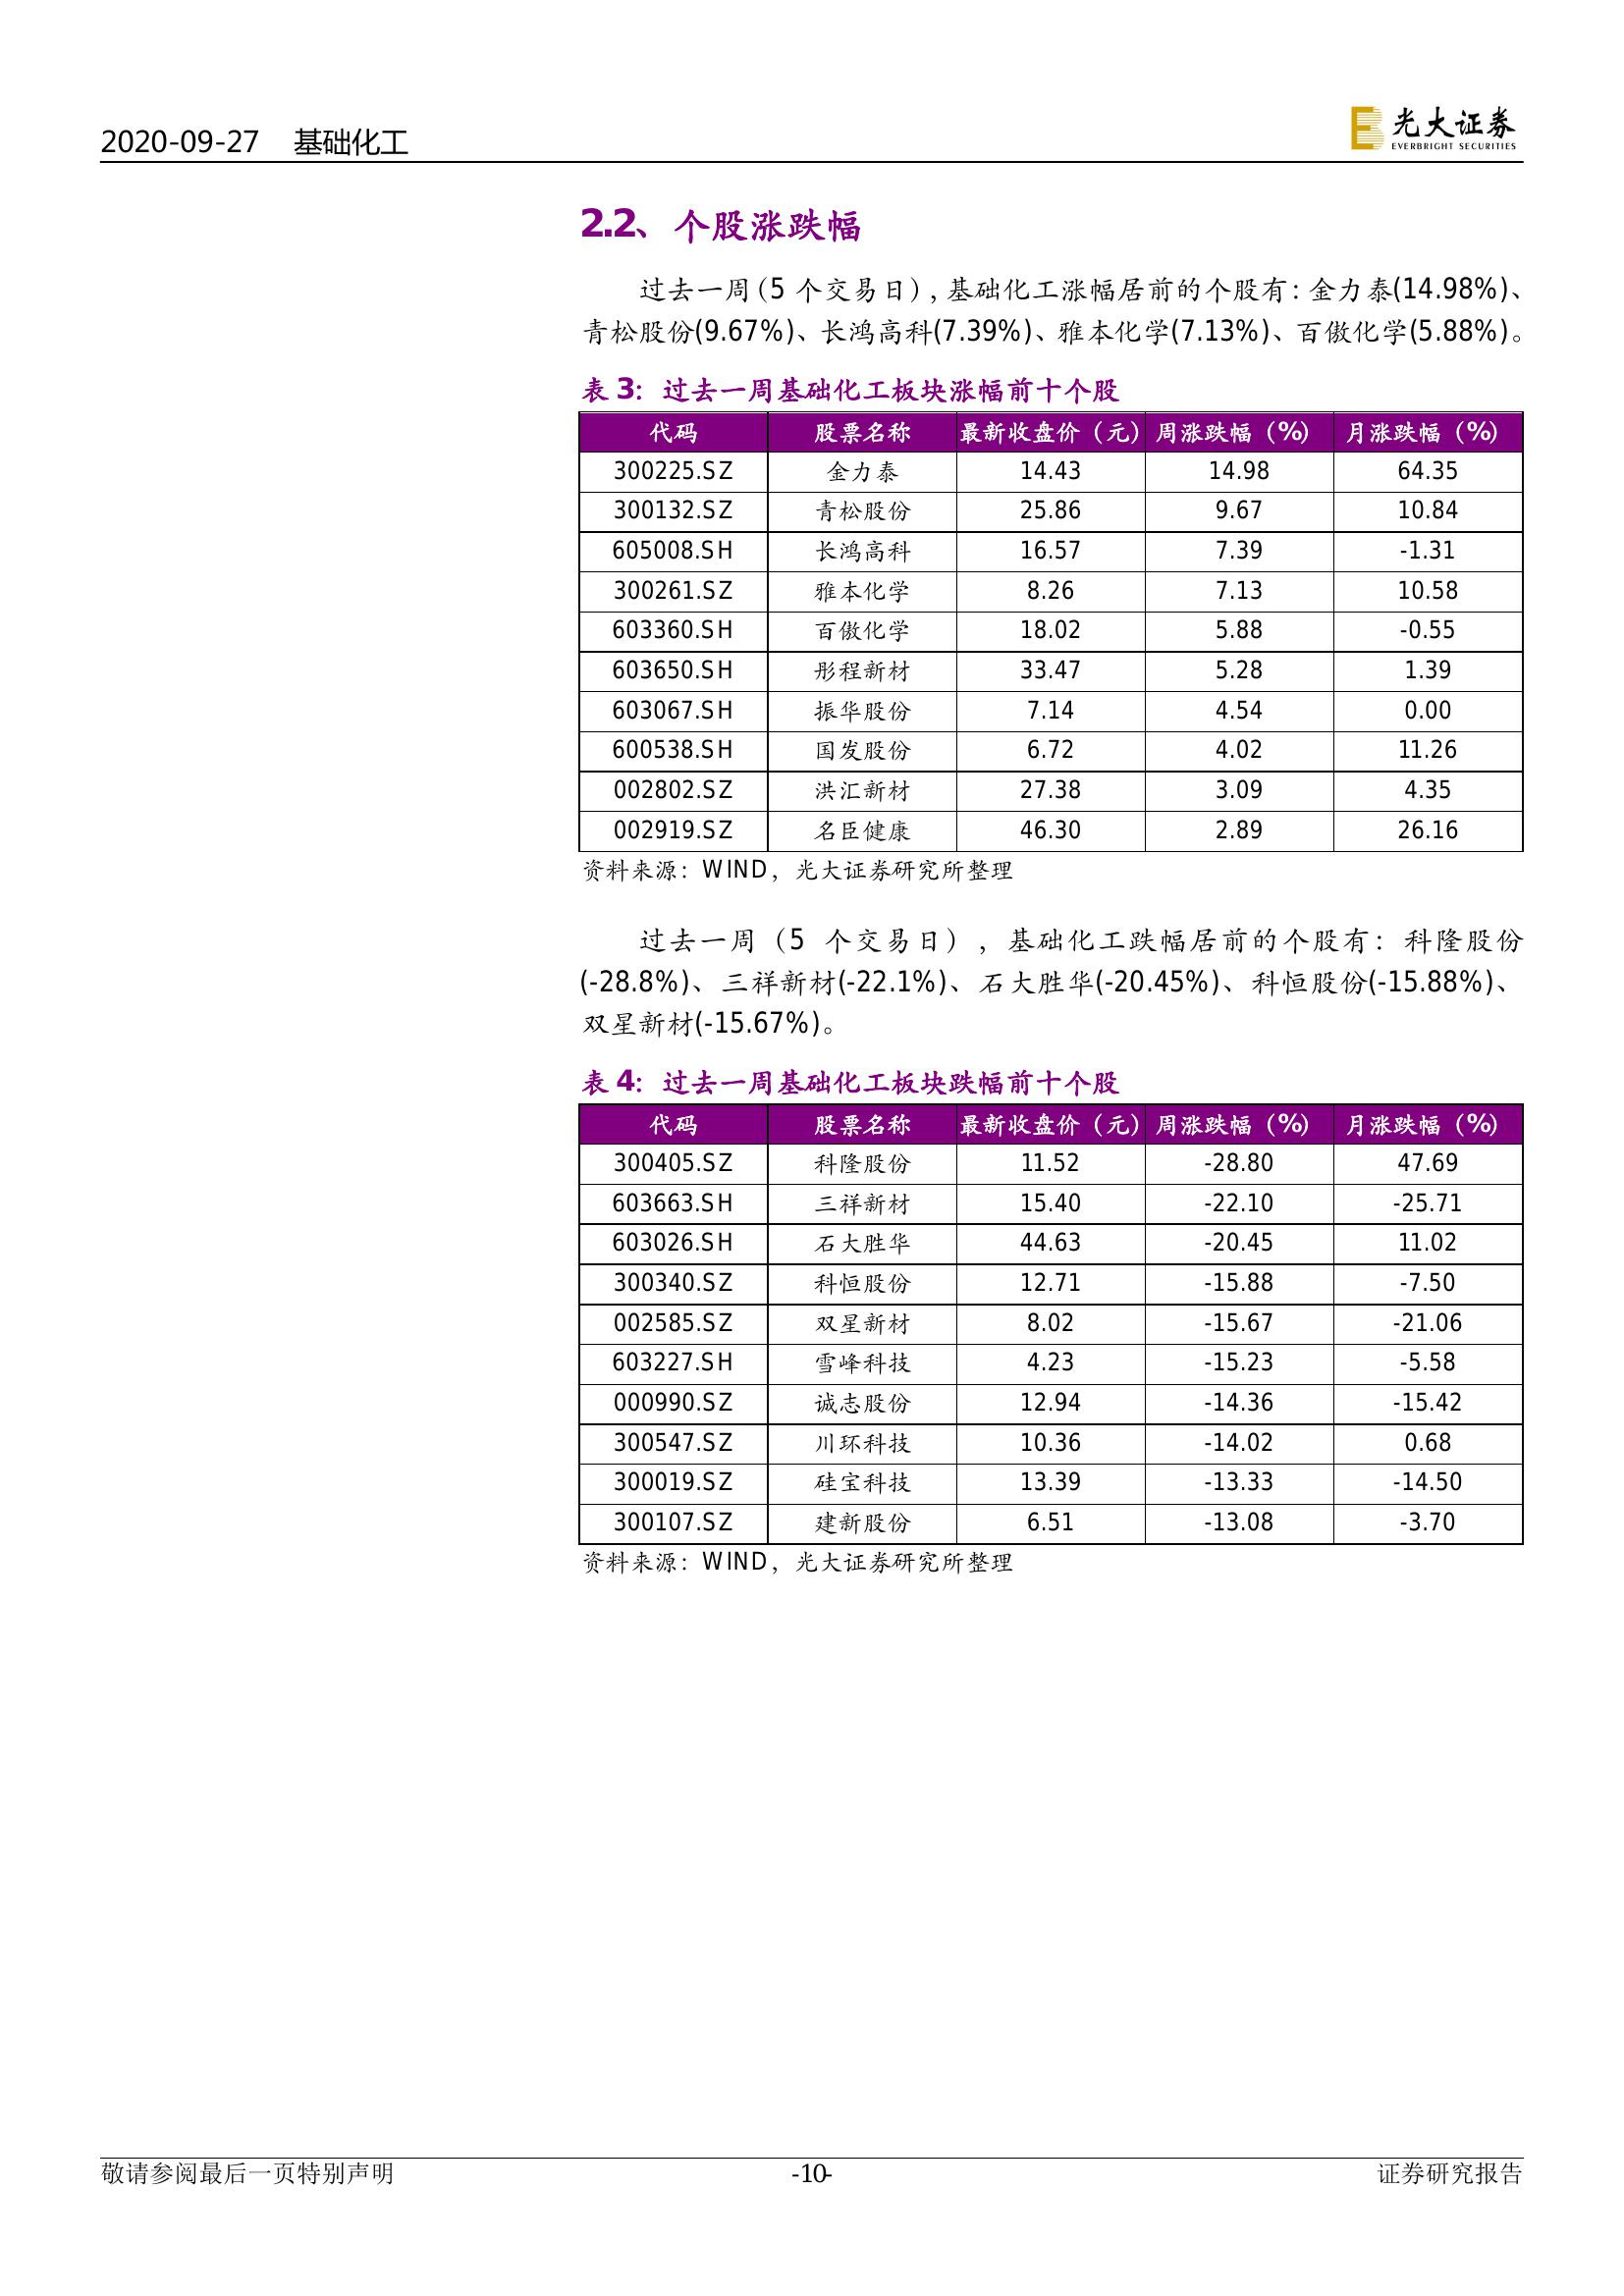 2020-09-27 基础化工
光大证券
EVERBRIGHT SECURITIES
2.2、个股涨跌幅
过去一周（5 个交易日），基础化工涨幅居前的个股有：金力泰(14.98%)、
青松股份(9.67%)、长鸿高科(7.39%)、雅本化学(7.13%)、百傲化学(5.88%)。
表 3：过去一周基础化工板块涨幅前十个股
代码 股票名称 最新收盘价（元） 周涨跌幅（%） 月涨跌幅（%）
300225.SZ 金力泰 14.43 14.98 64.35
300132.SZ 青松股份 25.86 9.67 10.84
605008.SH 长鸿高科 16.57 7.39 -1.31
300261.SZ 雅本化学 8.26 7.13 10.58
603360.SH 百傲化学 18.02 5.88 -0.55
603650.SH 彤程新材 33.47 5.28 1.39
603067.SH 振华股份 7.14 4.54 0.00
600538.SH 国发股份 6.72 4.02 11.26
002802.SZ 洪汇新材 27.38 3.09 4.35
002919.SZ 名臣健康 46.30 2.89 26.16
资料来源：WIND，光大证券研究所整理
过去一周（5 个交易日），基础化工跌幅居前的个股有：科隆股份
(-28.8%)、三祥新材(-22.1%)、石大胜华(-20.45%)、科恒股份(-15.88%)、
双星新材(-15.67%)。
表 4：过去一周基础化工板块跌幅前十个股
代码 股票名称 最新收盘价（元） 周涨跌幅（%） 月涨跌幅（%）
300405.SZ 科隆股份 11.52 -28.80 47.69
603663.SH 三祥新材 15.40 -22.10 -25.71
603026.SH 石大胜华 44.63 -20.45 11.02
300340.SZ 科恒股份 12.71 -15.88 -7.50
002585.SZ 双星新材 8.02 -15.67 -21.06
603227.SH 雪峰科技 4.23 -15.23 -5.58
000990.SZ 诚志股份 12.94 -14.36 -15.42
300547.SZ 川环科技 10.36 -14.02 0.68
300019.SZ 硅宝科技 13.39 -13.33 -14.50
300107.SZ 建新股份 6.51 -13.08 -3.70
资料来源：WIND，光大证券研究所整理
敬请参阅最后一页特别声明 -10- 证券研究报告